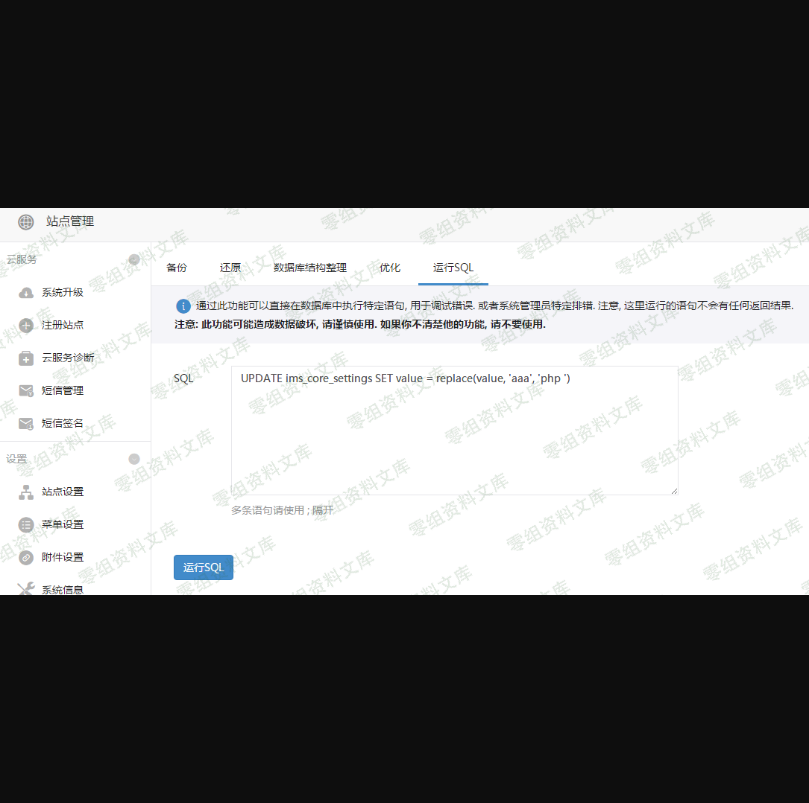 站点管理
云服务
系统升级
注册站点
云服务诊断
短信管理
短信签名
设置
站点设置
菜单设置
附件设置
系统信息
备份 还原 数据库结构整理 优化 运行SQL
通过此功能可以直接在数据库中执行特定语句, 用于调试错误. 或者系统管理员特定排错. 注意, 这里运行的语句不会有任何返回结果.
注意: 此功能可能造成数据破坏, 请谨慎使用. 如果你不清楚他的功能, 请不要使用.
SQL
UPDATE ims_core_settings SET value = replace(value, 'aaa', 'php ')
多条语句请使用 ; 隔开
运行SQL
零组资料文库